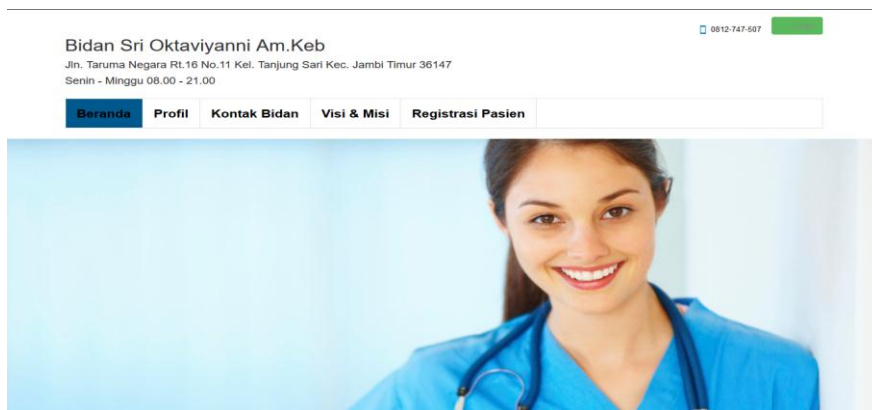 0812-747-507
Bidan Sri Oktaviyanni Am.Keb
Jln. Taruma Negara Rt.16 No.11 Kel. Tanjung Sari Kec. Jambi Timur 36147
Senin - Minggu 08.00 - 21.00
Beranda Profil Kontak Bidan Visi & Misi Registrasi Pasien